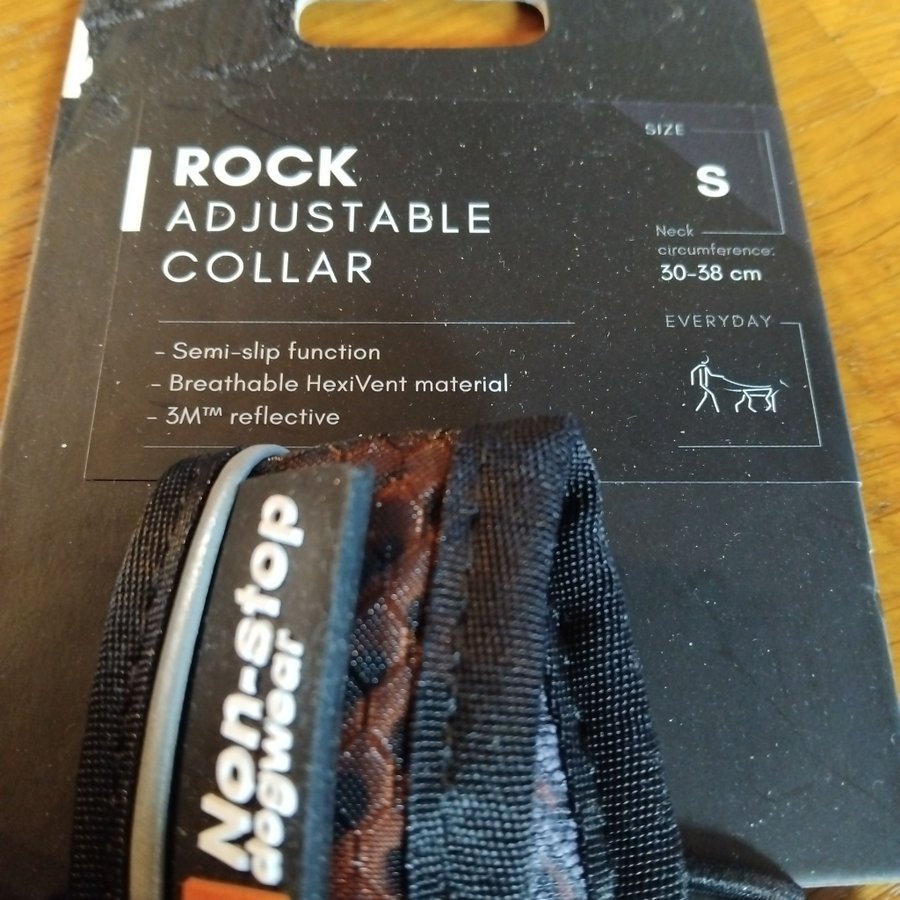 ROCK
ADJUSTABLE
COLLAR
- Semi-slip function
- Breathable HexiVent material
- 3M™ reflective
SIZE
S
Neck
circumference:
30-38 cm
EVERYDAY
Non-stop
dogwear